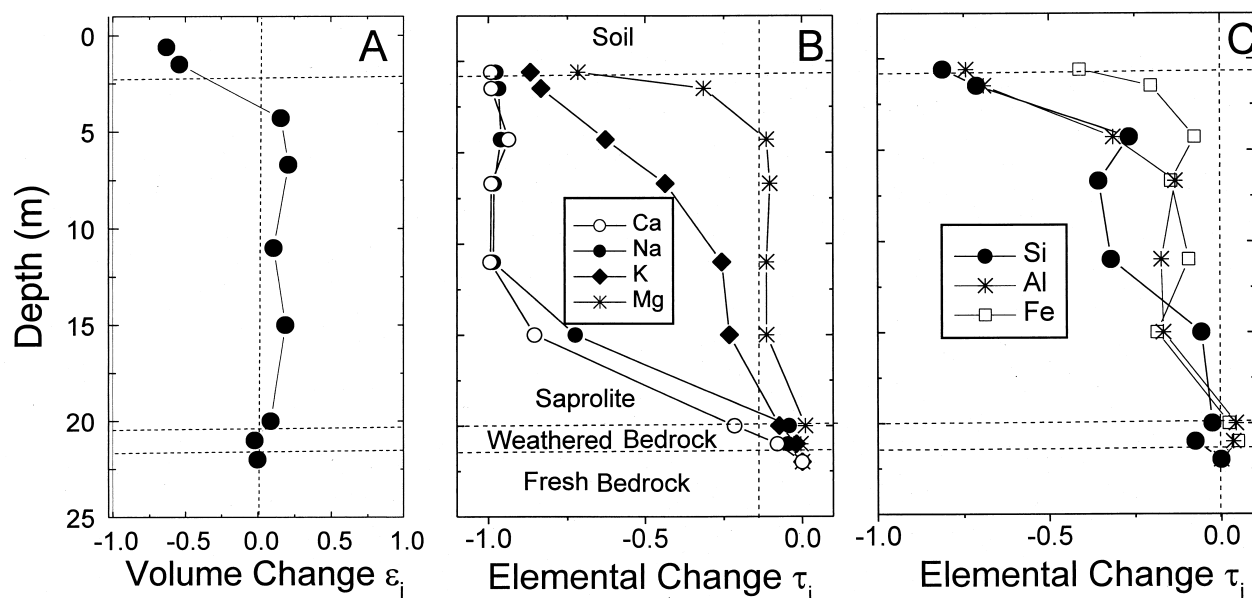 A
B
C
0
5
10
15
20
25
Depth (m)
-1.0
-0.5
0.0
0.5
1.0
Volume Change εi
Soil
Ca
Na
K
Mg
Saprolite
Weathered Bedrock
Fresh Bedrock
-1.0
-0.5
0.0
Elemental Change τi
Si
Al
Fe
-1.0
-0.5
0.0
Elemental Change τi